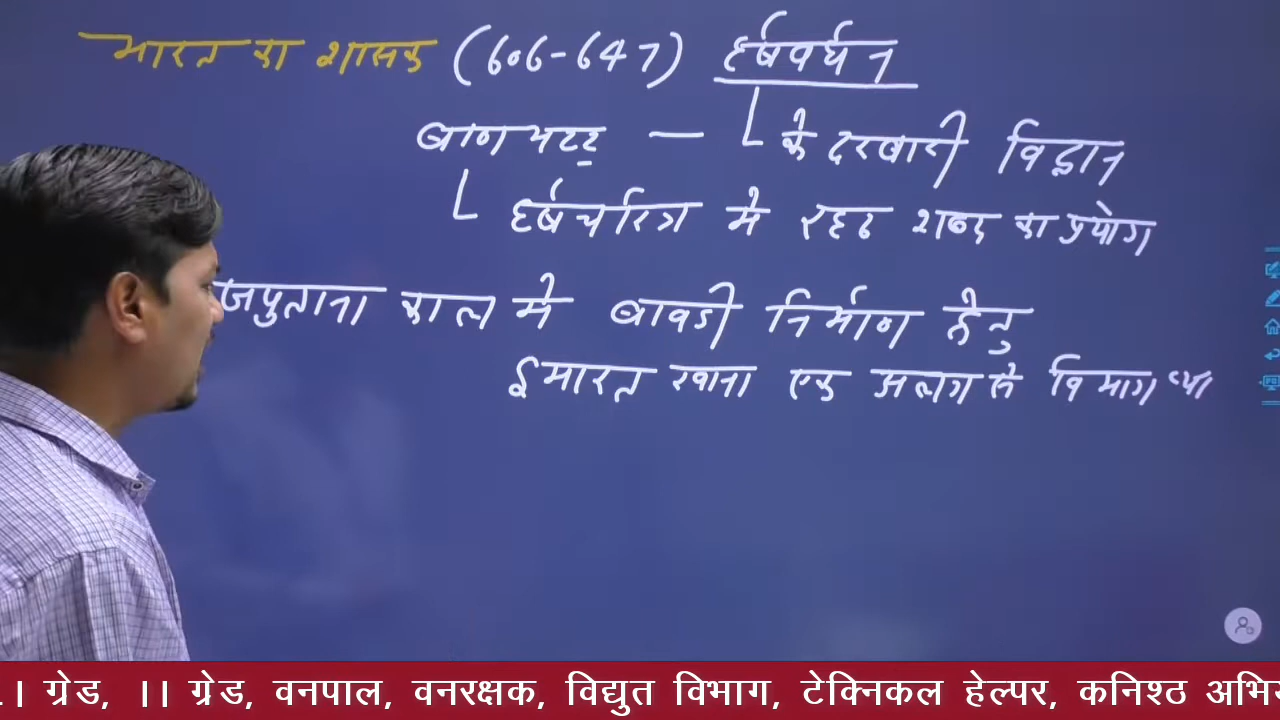 भारत का शासक (606-647) हर्षवर्धन
बाण भटट — के दरबारी विद्वान
हर्षचरित्र में रहट शब्द का प्रयोग
जपुताना काल में बावडी निर्माण हेतु
इमारत खाना एक अलग से विभाग था
।। ग्रेड, ।। ग्रेड, वनपाल, वनरक्षक, विद्युत विभाग, टेक्निकल हेल्पर, कनिश्ठ